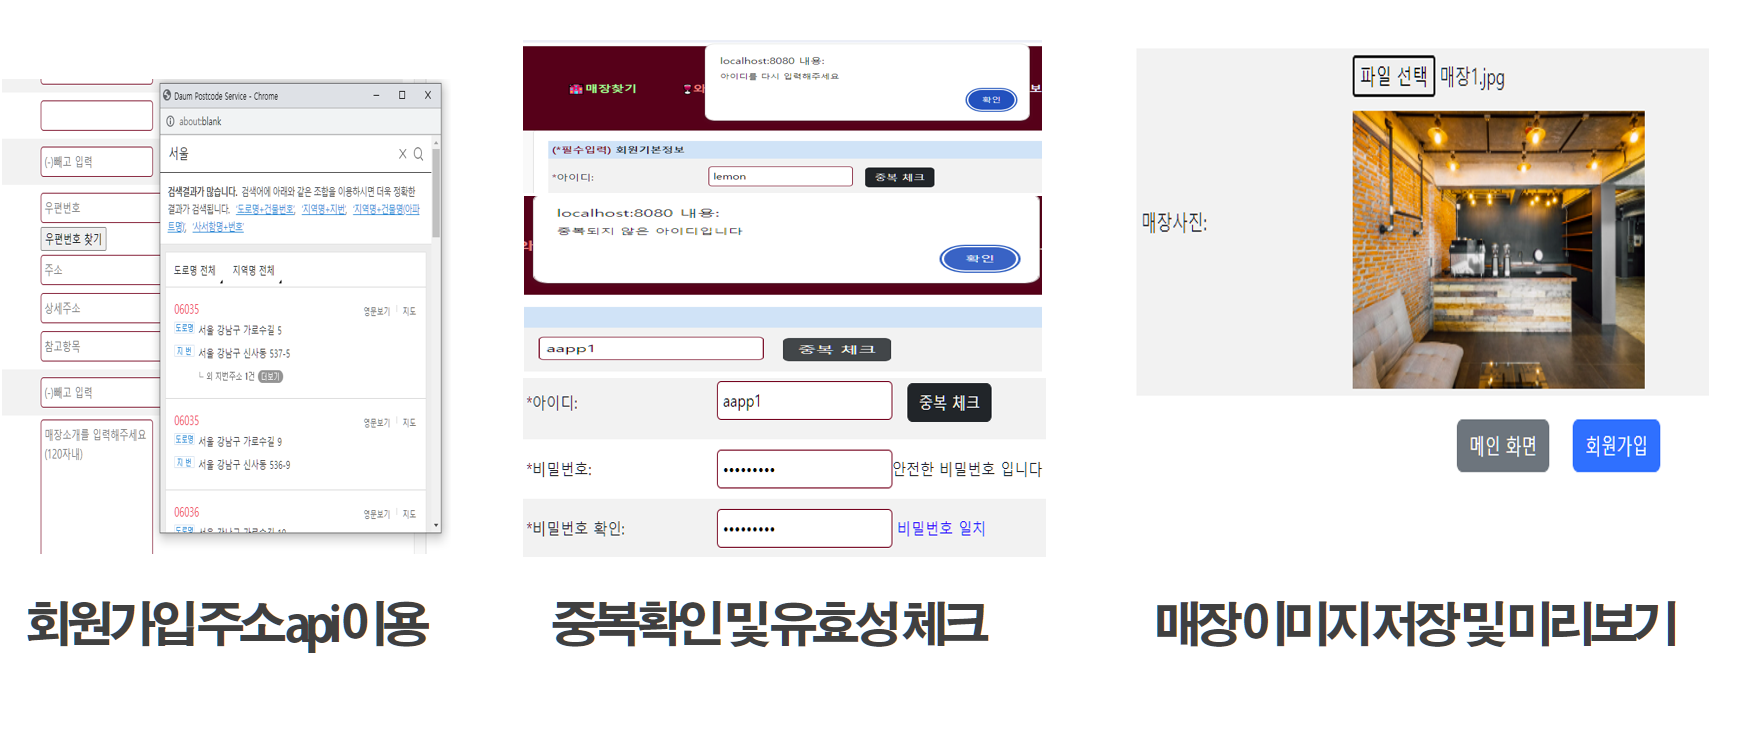 (-)빼고 입력
우편번호
우편번호 찾기
주소
상세주소
참고항목
(-)빼고 입력
매장소개를 입력해주세요
(120자내)
Daum Postcode Service - Chrome
about:blank
서울
검색결과가 많습니다. 검색어에 아래와 같은 조합을 이용하시면 더욱 정확한
결과가 검색됩니다. '도로명+건물번호', '지역명+지번', '지역명+건물명(아파
트명)', '사서함명+번호'
도로명 전체 지역명 전체
06035 영문보기 지도
도로명 서울 강남구 가로수길 5
지번 서울 강남구 신사동 537-5
ㄴ 외 지번주소 1건 더보기
06035 영문보기 지도
도로명 서울 강남구 가로수길 9
지번 서울 강남구 신사동 536-9
06036 영문보기 지도
도로명 서울 강남구 가로수길 10
회원가입 주소 api 이용
localhost:8080 내용:
아이디를 다시 입력해주세요
확인
매장찾기 와 보
(*필수입력) 회원기본정보
*아이디: lemon 중복 체크
localhost:8080 내용:
중복되지 않은 아이디입니다
와
확인
aapp1 중복 체크
*아이디: aapp1 중복 체크
*비밀번호: ••••••••• 안전한 비밀번호 입니다
*비밀번호 확인: ••••••••• 비밀번호 일치
중복확인 및 유효성 체크
파일 선택 매장1.jpg
매장사진:
메인 화면 회원가입
매장 이미지 저장 및 미리보기